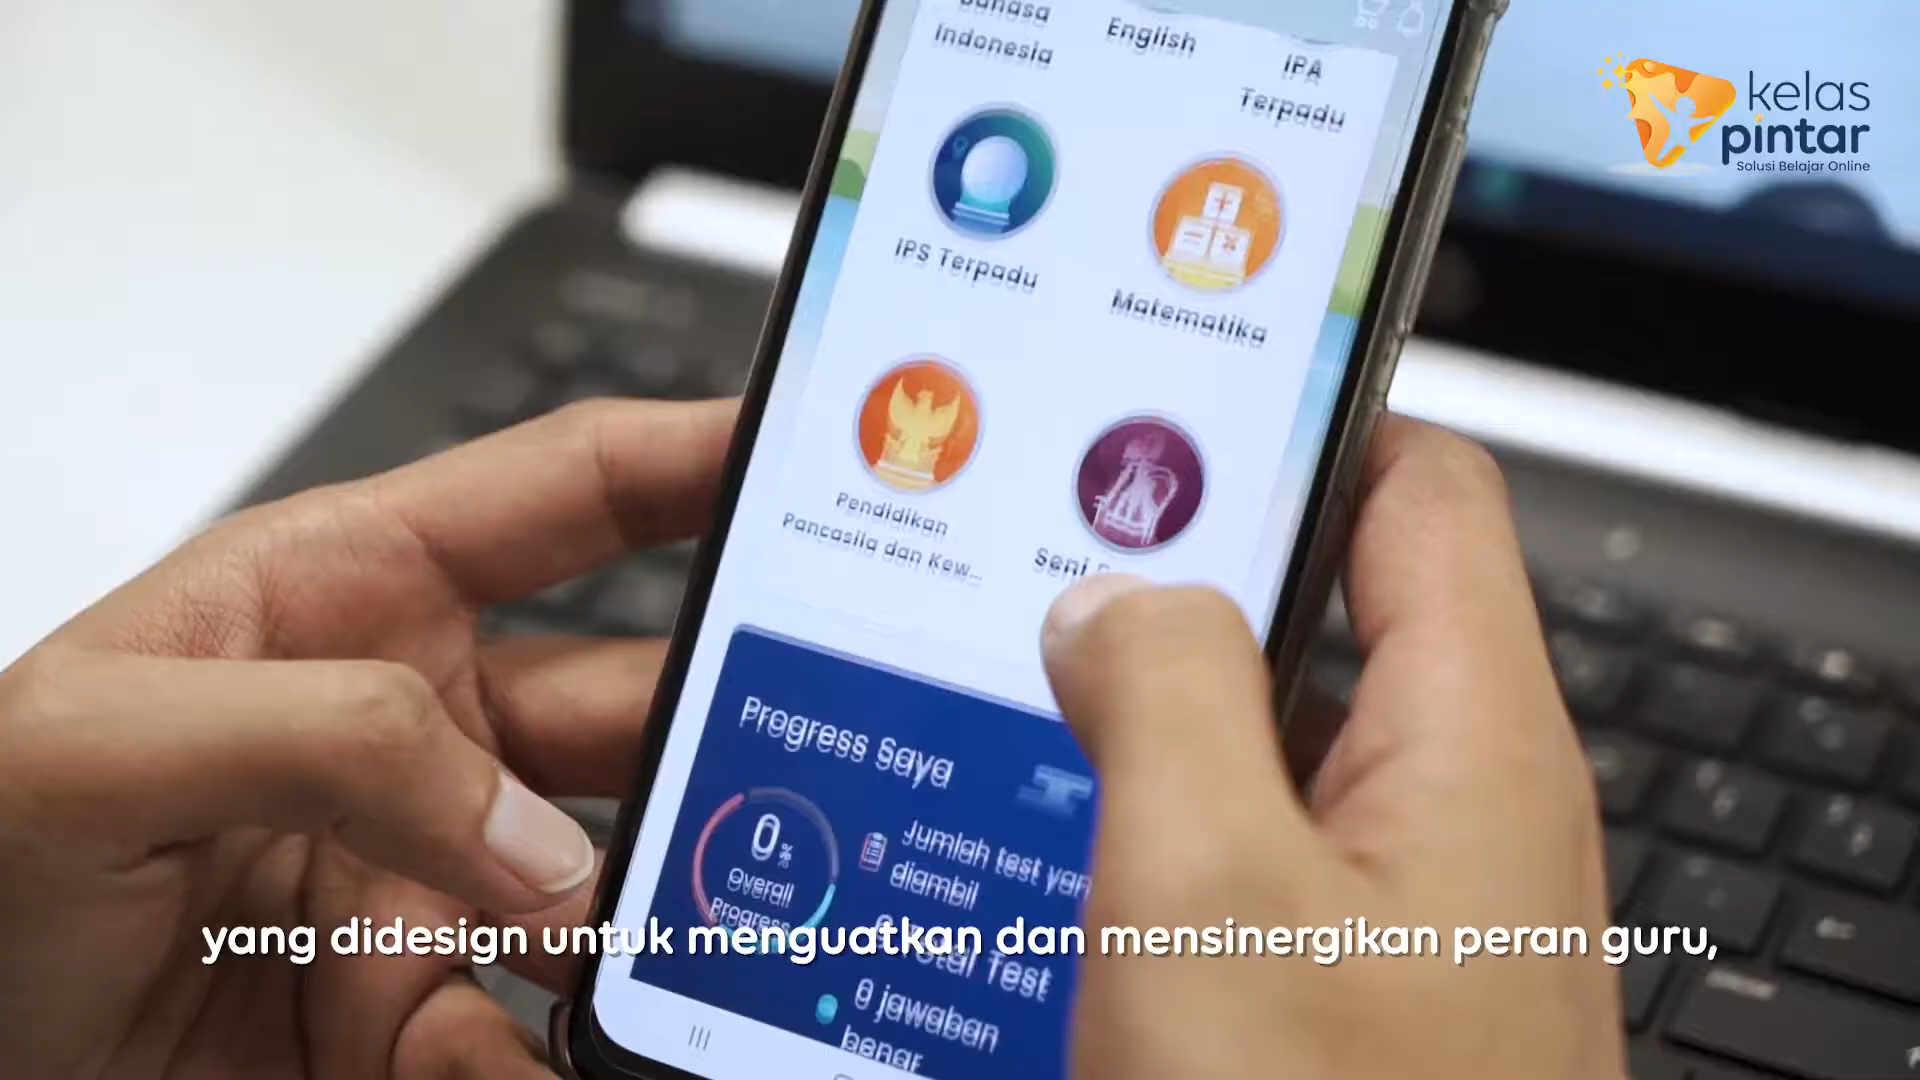 Bahasa
Indonesia
English
IPA
Terpadu
kelas
pintar
Solusi Belajar Online
IPS Terpadu
Matematika
Pendidikan
Pancasila dan Kew...
Seni
Progress Saya
0%
Overall
Progress
Jumlah test yan
diambil
0 Total Test
0 jawaban
benar
yang didesign untuk menguatkan dan mensinergikan peran guru,